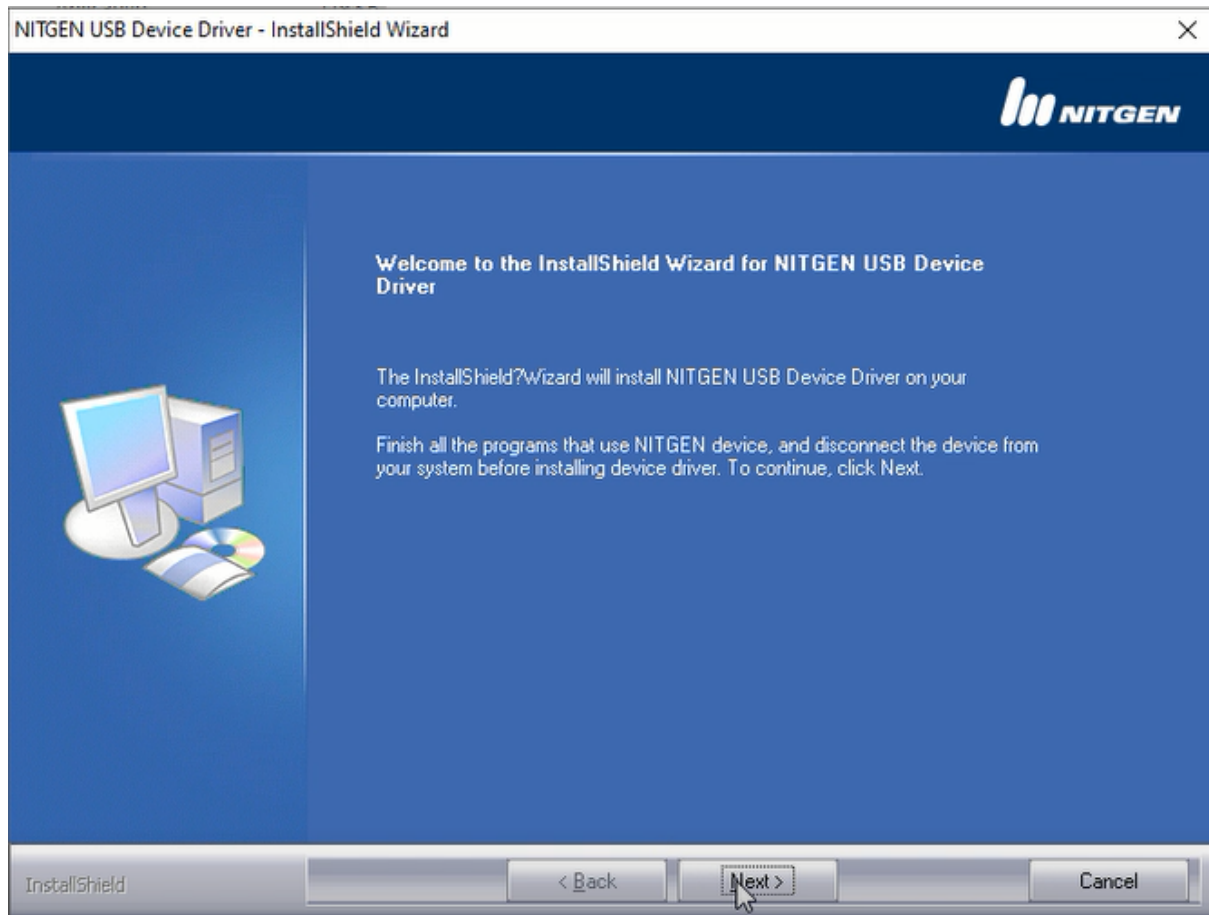 NITGEN USB Device Driver - InstallShield Wizard
NITGEN
Welcome to the InstallShield Wizard for NITGEN USB Device
Driver
The InstallShield?Wizard will install NITGEN USB Device Driver on your
computer.
Finish all the programs that use NITGEN device, and disconnect the device from
your system before installing device driver. To continue, click Next.
InstallShield
< Back
Next >
Cancel